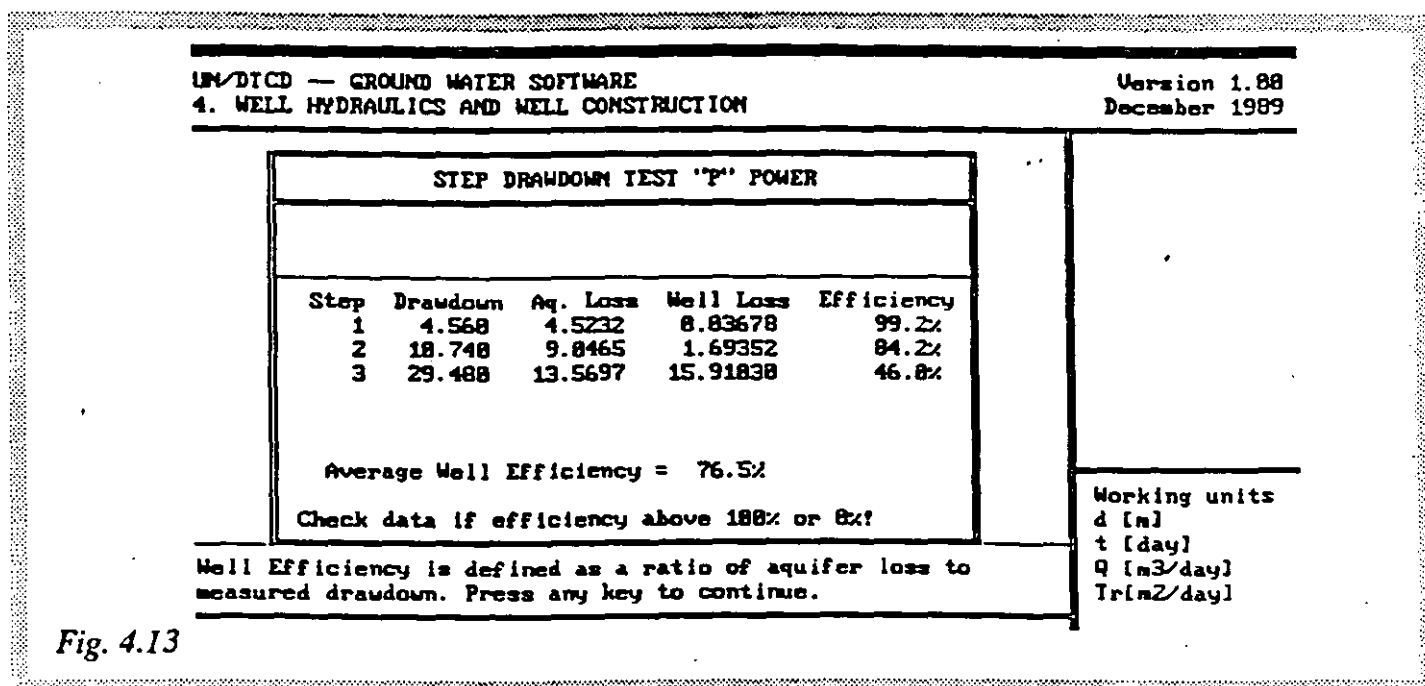 UN/DTCD — GROUND WATER SOFTWARE
Version 1.00
4. WELL HYDRAULICS AND WELL CONSTRUCTION
December 1989
STEP DRAWDOWN TEST "P" POWER
Step Drawdown Aq. Loss Well Loss Efficiency
1 4.560 4.5232 0.03678 99.2%
2 10.740 9.0465 1.69352 84.2%
3 29.480 13.5697 15.91030 46.0%
Average Well Efficiency = 76.5%
Check data if efficiency above 100% or 0%!
Well Efficiency is defined as a ratio of aquifer loss to
measured drawdown. Press any key to continue.
Working units
d [m]
t [day]
Q [m3/day]
Tr[m2/day]
Fig. 4.13